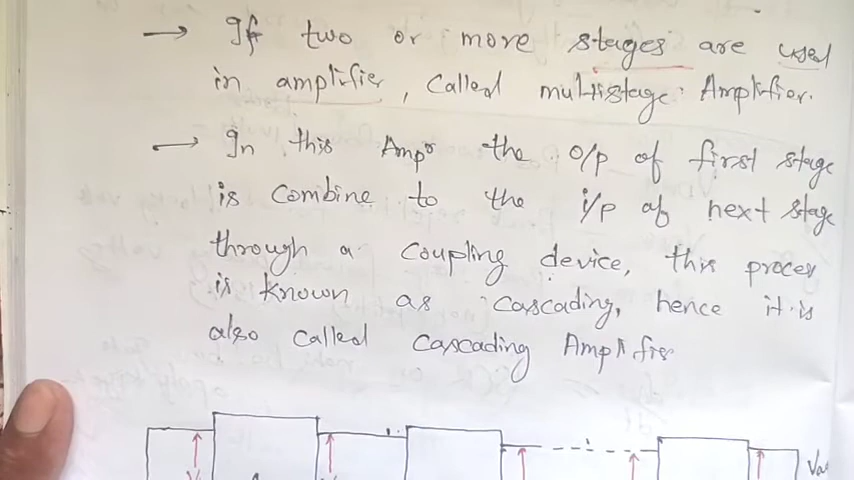 → If two or more stages are used
in amplifier, called multistage Amplifier.
→ In this Ampr the o/p of first stage
is combine to the i/p of next stage
through a coupling device, this proces
is known as cascading, hence it is
also called cascading Amplifier